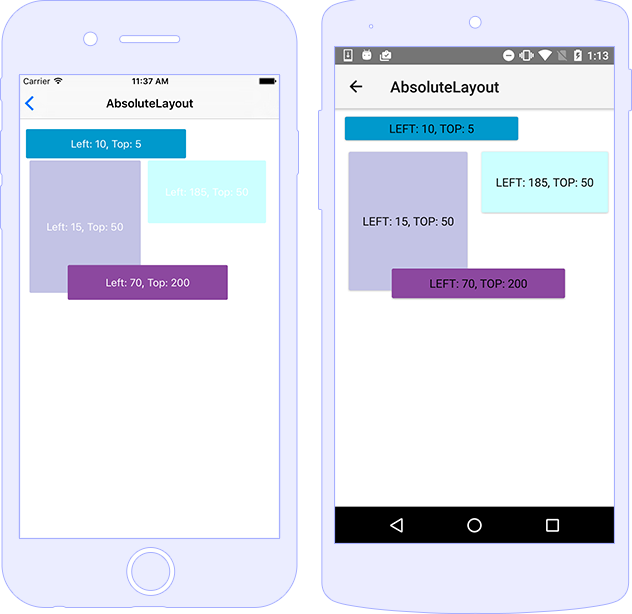 Carrier 11:37 AM
AbsoluteLayout
Left: 10, Top: 5
Left: 185, Top: 50
Left: 15, Top: 50
Left: 70, Top: 200
1:13
AbsoluteLayout
LEFT: 10, TOP: 5
LEFT: 185, TOP: 50
LEFT: 15, TOP: 50
LEFT: 70, TOP: 200